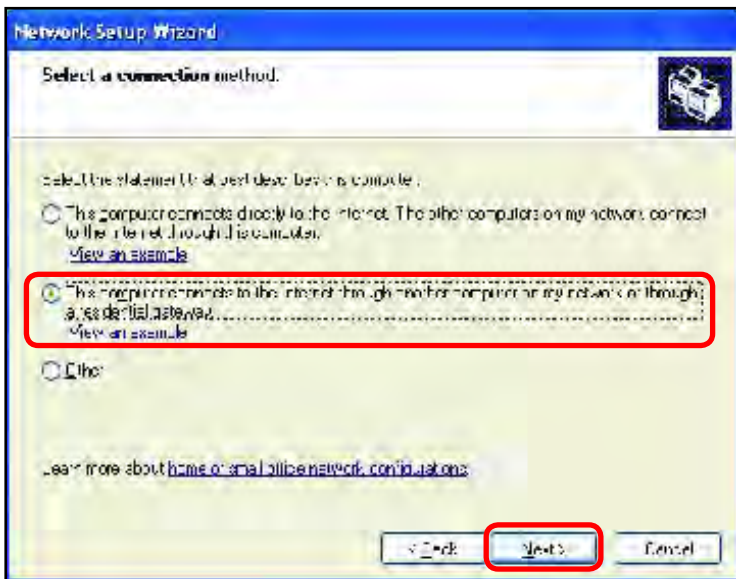 Network Setup Wizard
Select a connection method.
Select the statement that best describes this computer:
This computer connects directly to the Internet. The other computers on my network connect
to the Internet through this computer.
View an example
This computer connects to the Internet through another computer on my network or through
a residential gateway.
View an example
Other
Learn more about home or small office network configurations.
< Back
Next >
Cancel